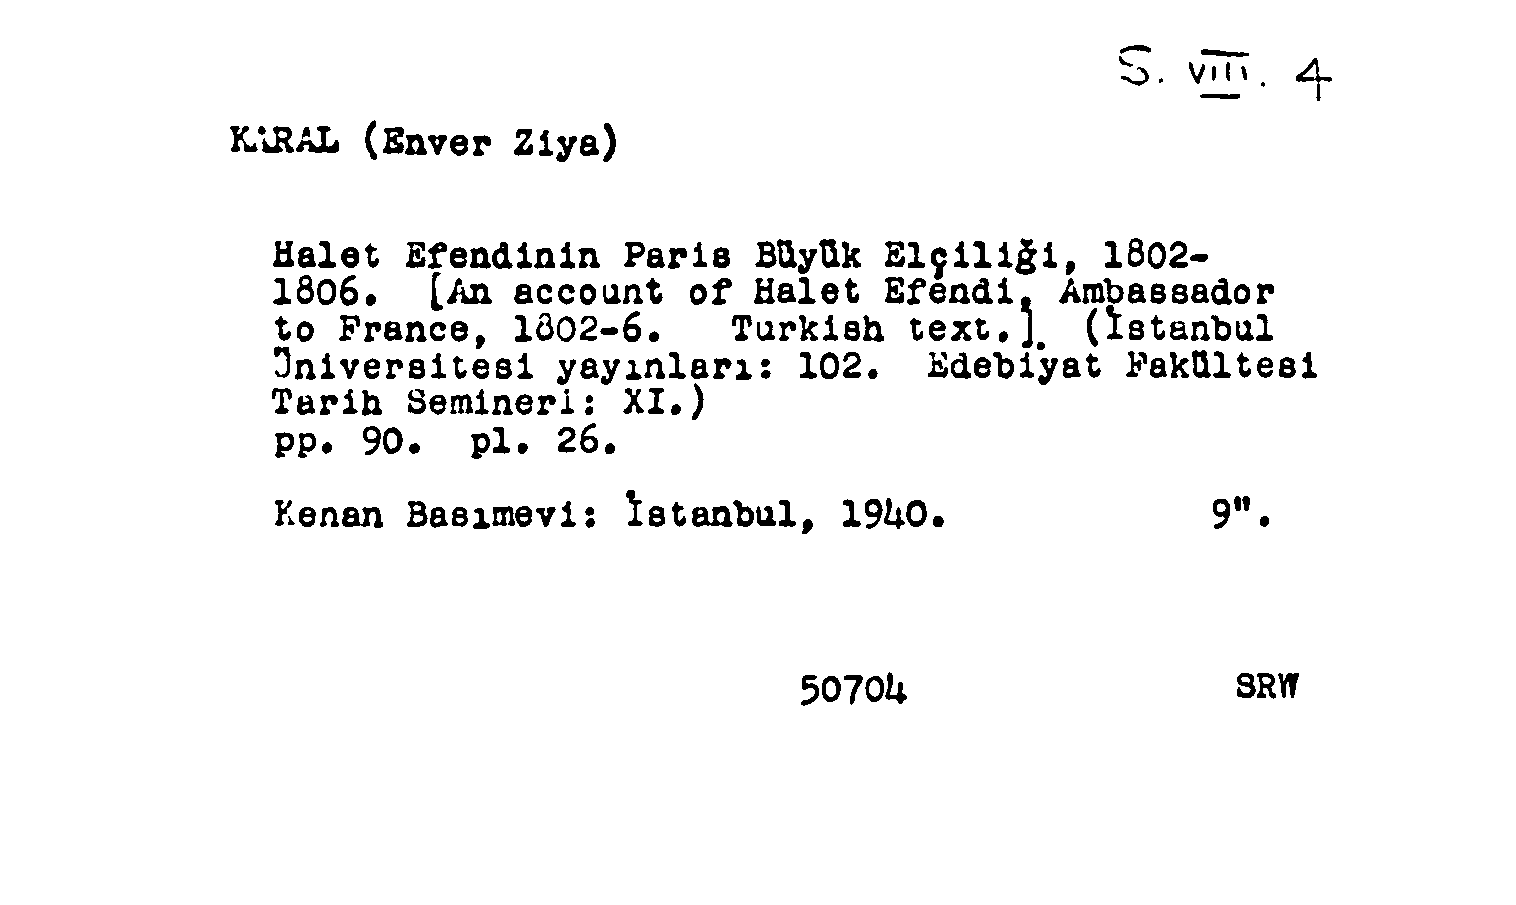 S. VIII. 4
KARAL (Enver Ziya)
Halet Efendinin Paris Büyük Elçiliği, 1802-
1806. [An account of Halet Efendi, Ambassador
to France, 1802-6. Turkish text.]. (İstanbul
Üniversitesi yayınları: 102. Edebiyat Fakültesi
Tarih Semineri: XI.)
pp. 90. pl. 26.
Kenan Basımevi: İstanbul, 1940. 9".
50704 SRW